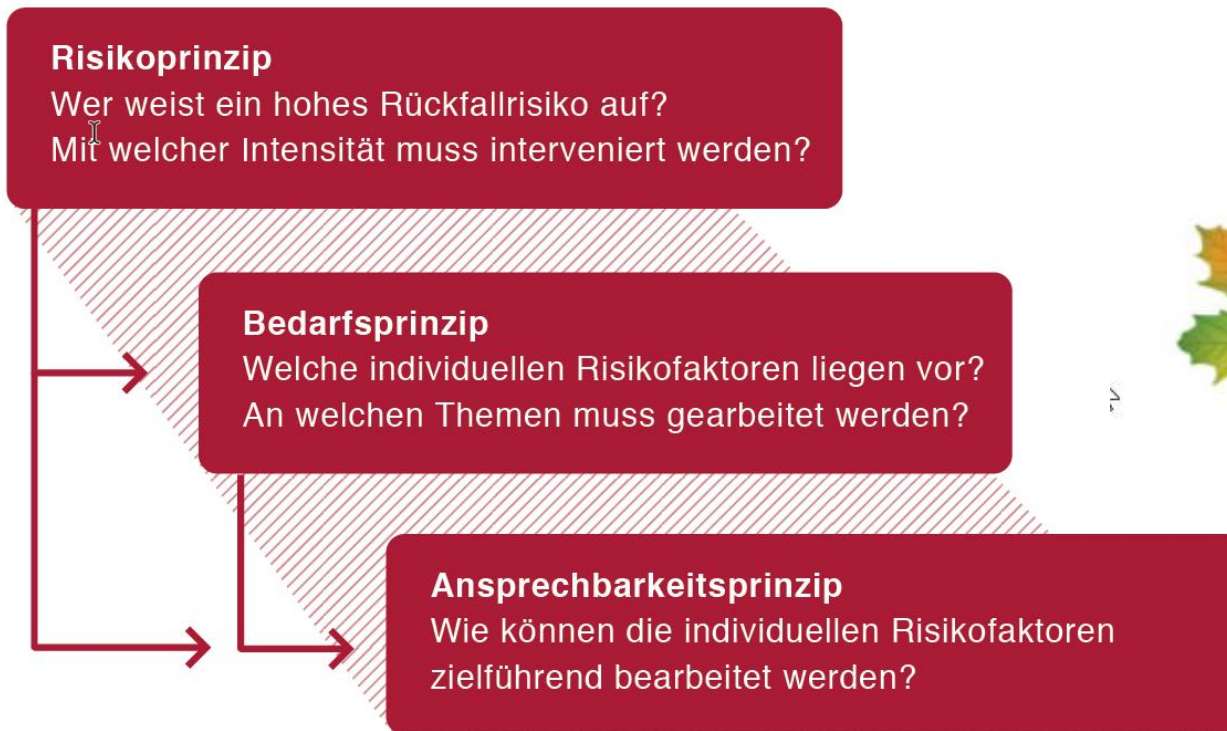 Risikoprinzip
Wer weist ein hohes Rückfallrisiko auf?
Mit welcher Intensität muss interveniert werden?
Bedarfsprinzip
Welche individuellen Risikofaktoren liegen vor?
An welchen Themen muss gearbeitet werden?
Ansprechbarkeitsprinzip
Wie können die individuellen Risikofaktoren
zielführend bearbeitet werden?